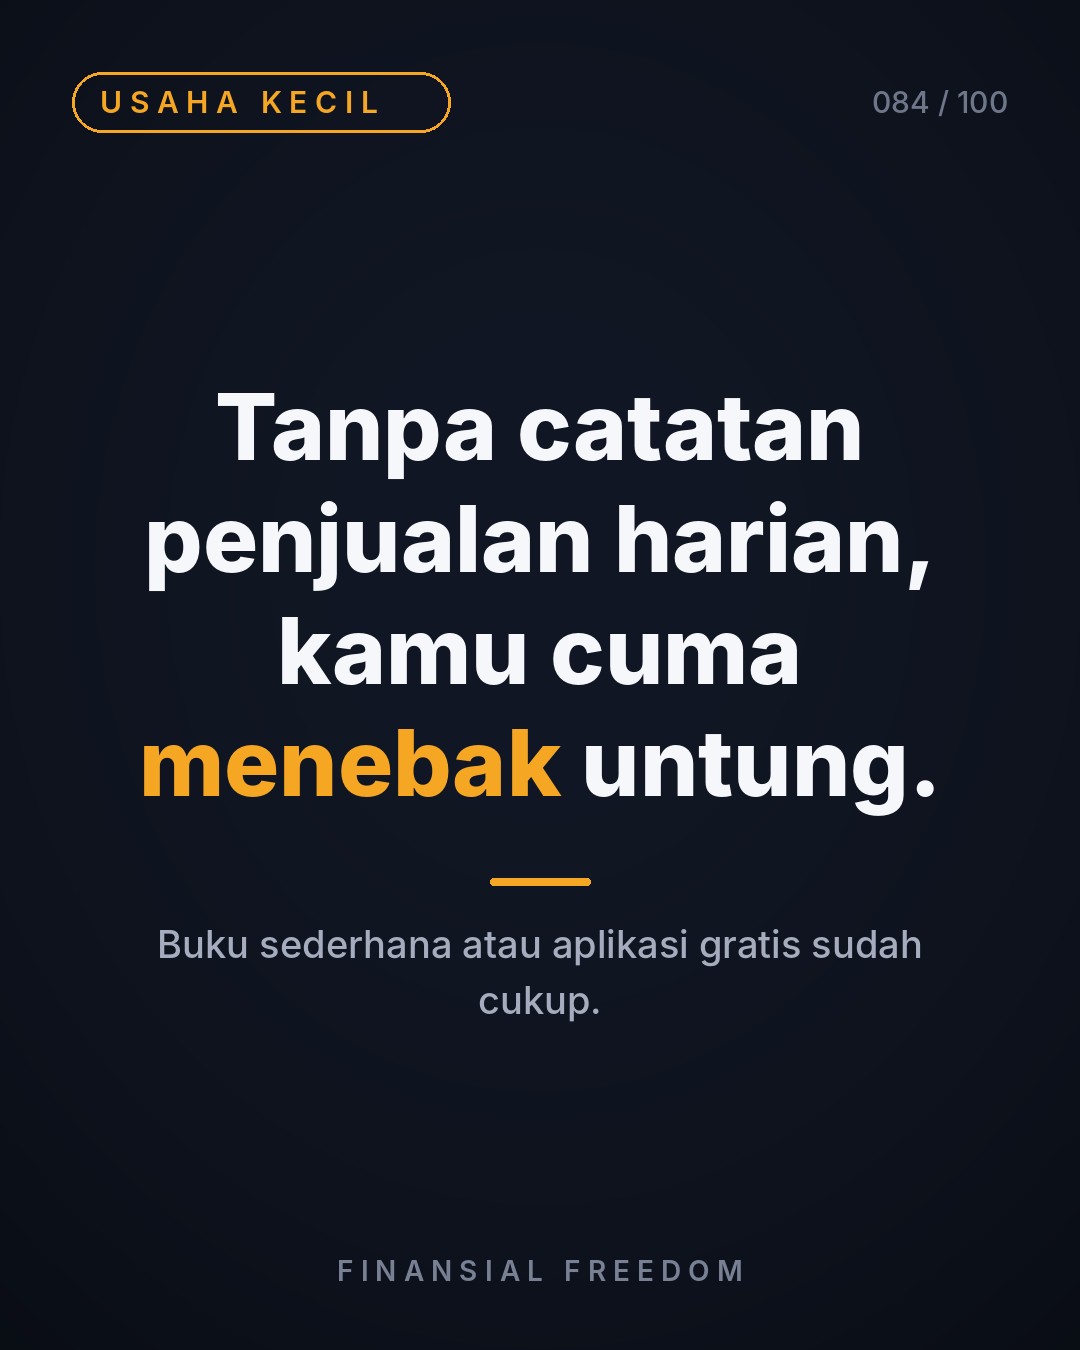 USAHA KECIL
084 / 100
Tanpa catatan
penjualan harian,
kamu cuma
menebak untung.
Buku sederhana atau aplikasi gratis sudah
cukup.
FINANSIAL FREEDOM